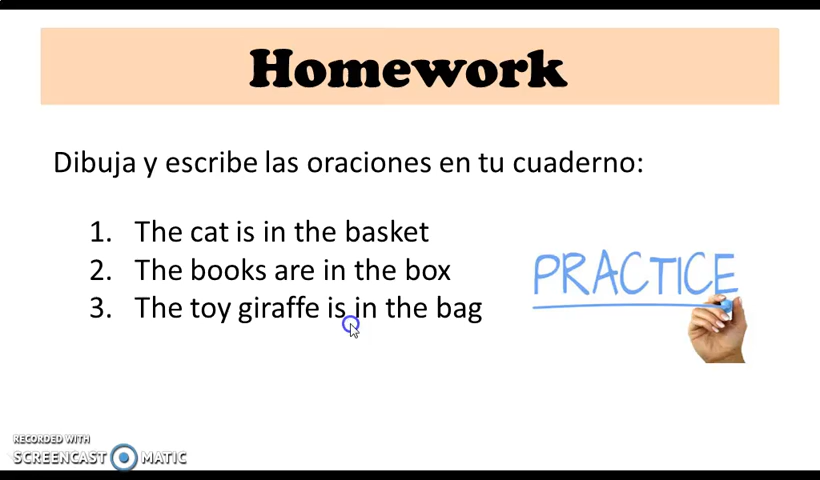 Homework
Dibuja y escribe las oraciones en tu cuaderno:
1. The cat is in the basket
2. The books are in the box
3. The toy giraffe is in the bag
PRACTICE
RECORDED WITH
SCREENCAST MATIC